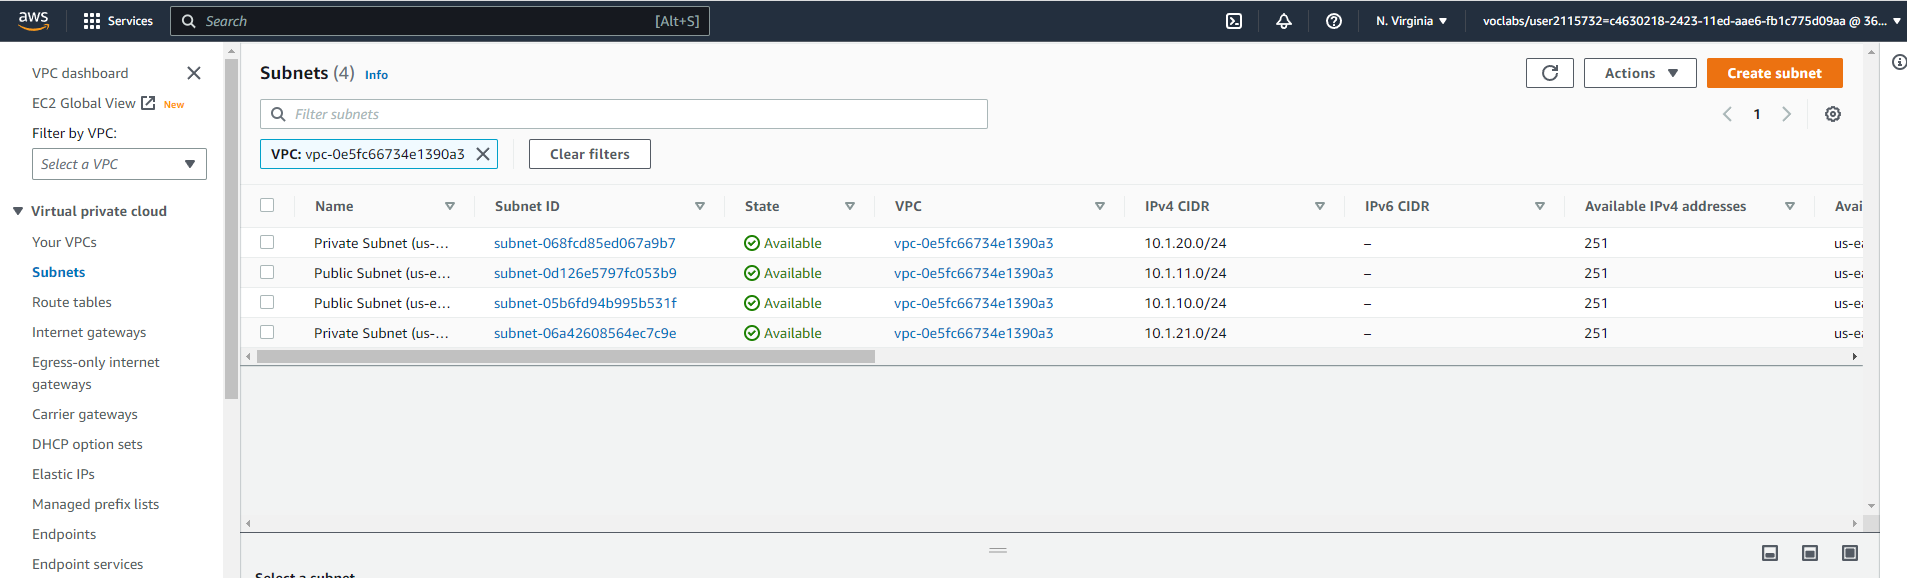 aws Services Search [Alt+S] N. Virginia voclabs/user2115732=c4630218-2423-11ed-aae6-fb1c775d09aa @ 36...
VPC dashboard
EC2 Global View New
Filter by VPC:
Select a VPC
Virtual private cloud
Your VPCs
Subnets
Route tables
Internet gateways
Egress-only internet
gateways
Carrier gateways
DHCP option sets
Elastic IPs
Managed prefix lists
Endpoints
Endpoint services
Subnets (4) Info
Actions Create subnet
Filter subnets
1
VPC: vpc-0e5fc66734e1390a3 Clear filters
Name Subnet ID State VPC IPv4 CIDR IPv6 CIDR Available IPv4 addresses Avai
Private Subnet (us-... subnet-068fcd85ed067a9b7 Available vpc-0e5fc66734e1390a3 10.1.20.0/24 – 251 us-ea
Public Subnet (us-e... subnet-0d126e5797fc053b9 Available vpc-0e5fc66734e1390a3 10.1.11.0/24 – 251 us-ea
Public Subnet (us-e... subnet-05b6fd94b995b531f Available vpc-0e5fc66734e1390a3 10.1.10.0/24 – 251 us-ea
Private Subnet (us-... subnet-06a42608564ec7c9e Available vpc-0e5fc66734e1390a3 10.1.21.0/24 – 251 us-ea
Select a subnet